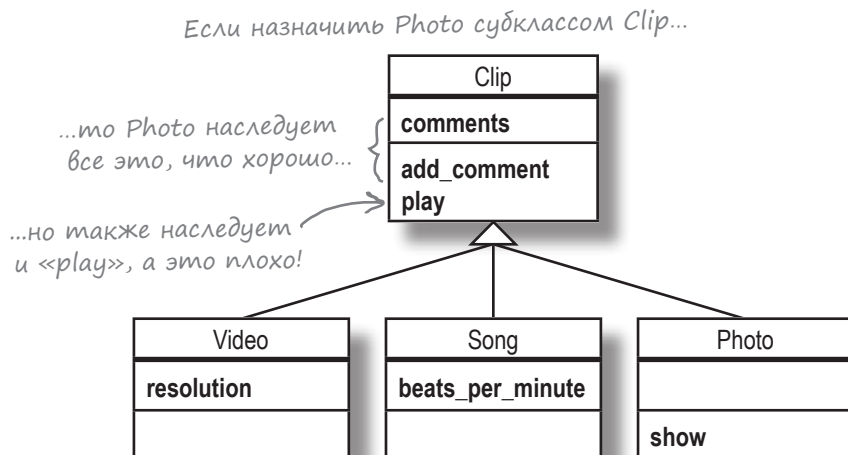 Если назначить Photo субклассом Clip...
Clip
...то Photo наследует
все это, что хорошо...
comments
add_comment
play
...но также наследует
и «play», а это плохо!
Video
resolution
Song
beats_per_minute
Photo
show